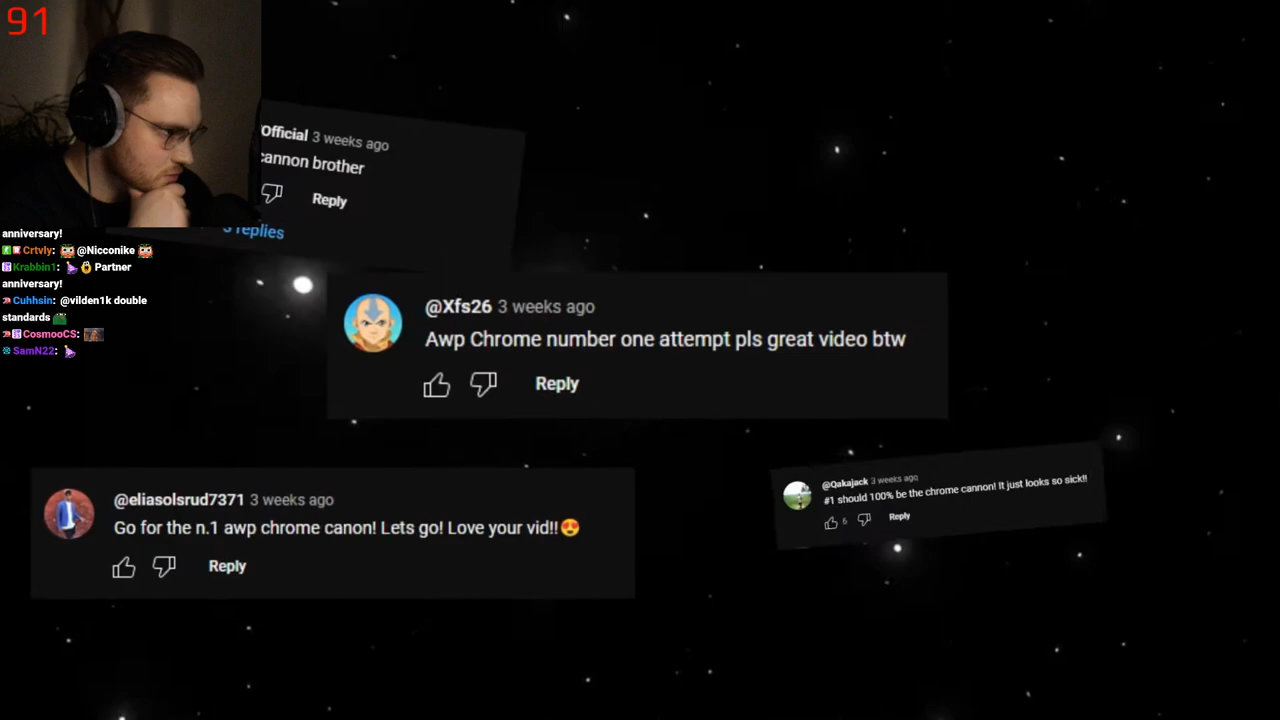 91
Official 3 weeks ago
cannon brother
Reply
3 replies
anniversary!
Crtvly: @Nicconike
Krabbin1: Partner
anniversary!
Cuhhsin: @vilden1k double
standards
CosmooCS:
SamN22:
@Xfs26 3 weeks ago
Awp Chrome number one attempt pls great video btw
Reply
@eliasolsrud7371 3 weeks ago
Go for the n.1 awp chrome canon! Lets go! Love your vid!!😍
Reply
@Qakajack 3 weeks ago
#1 should 100% be the chrome cannon! It just looks so sick!!
6 Reply